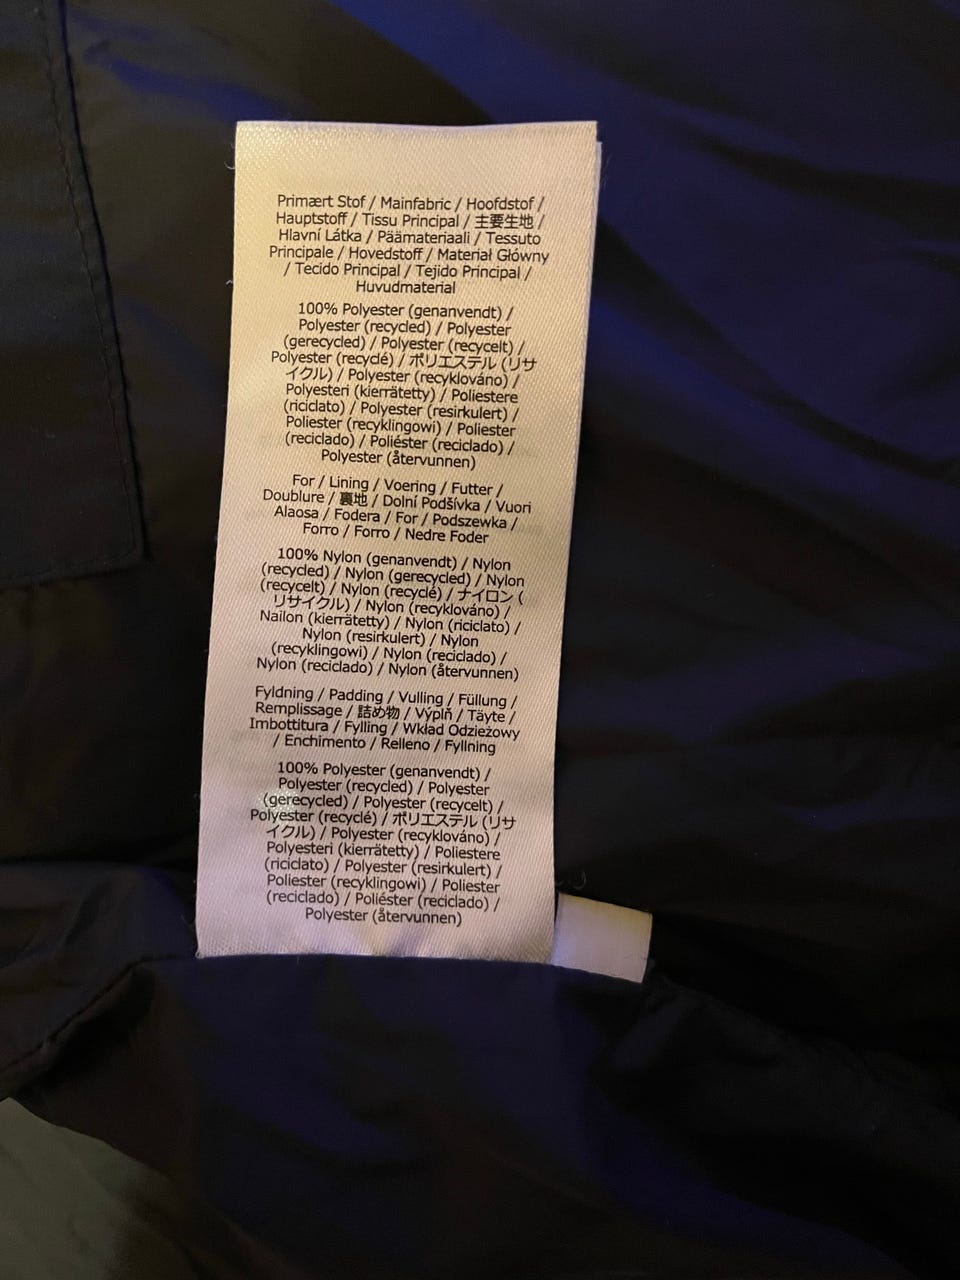 Primært Stof / Mainfabric / Hoofdstof /
Hauptstoff / Tissu Principal / 主要生地 /
Hlavní Látka / Päämateriaali / Tessuto
Principale / Hovedstoff / Materiał Główny
/ Tecido Principal / Tejido Principal /
Huvudmaterial
100% Polyester (genanvendt) /
Polyester (recycled) / Polyester
(gerecycled) / Polyester (recycelt) /
Polyester (recyclé) / ポリエステル (リサ
イクル) / Polyester (recyklováno) /
Polyesteri (kierrätetty) / Poliestere
(riciclato) / Polyester (resirkulert) /
Poliester (recyklingowi) / Poliester
(reciclado) / Poliéster (reciclado) /
Polyester (återvunnen)
For / Lining / Voering / Futter /
Doublure / 裏地 / Dolní Podšívka / Vuori
Alaosa / Fodera / For / Podszewka /
Forro / Forro / Nedre Foder
100% Nylon (genanvendt) / Nylon
(recycled) / Nylon (gerecycled) / Nylon
(recycelt) / Nylon (recyclé) / ナイロン (
リサイクル) / Nylon (recyklováno) /
Nailon (kierrätetty) / Nylon (riciclato) /
Nylon (resirkulert) / Nylon
(recyklingowi) / Nylon (reciclado) /
Nylon (reciclado) / Nylon (återvunnen)
Fyldning / Padding / Vulling / Füllung /
Remplissage / 詰め物 / Výplň / Täyte /
Imbottitura / Fylling / Wkład Odzieżowy
/ Enchimento / Relleno / Fyllning
100% Polyester (genanvendt) /
Polyester (recycled) / Polyester
(gerecycled) / Polyester (recycelt) /
Polyester (recyclé) / ポリエステル (リサ
イクル) / Polyester (recyklováno) /
Polyesteri (kierrätetty) / Poliestere
(riciclato) / Polyester (resirkulert) /
Poliester (recyklingowi) / Poliester
(reciclado) / Poliéster (reciclado) /
Polyester (återvunnen)